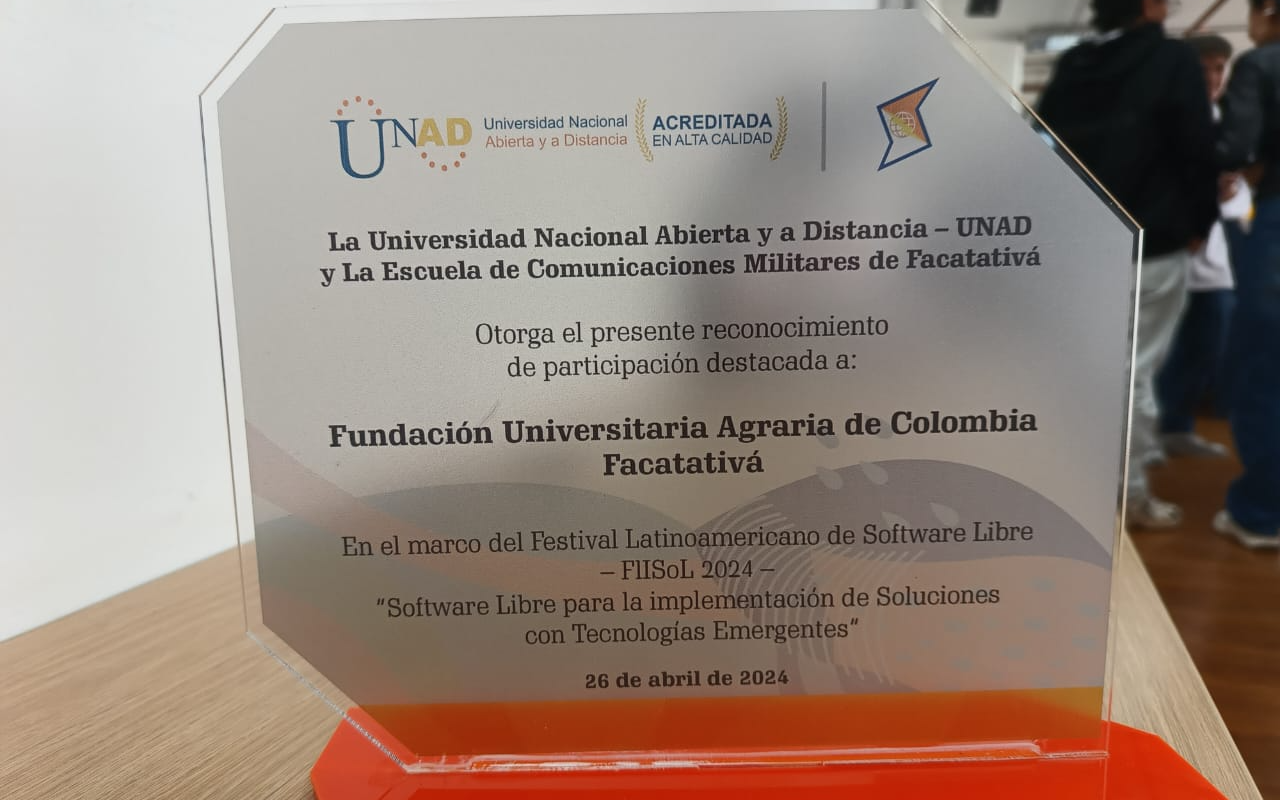 UNAD Universidad Nacional Abierta y a Distancia ACREDITADA EN ALTA CALIDAD
La Universidad Nacional Abierta y a Distancia – UNAD
y La Escuela de Comunicaciones Militares de Facatativá
Otorga el presente reconocimiento
de participación destacada a:
Fundación Universitaria Agraria de Colombia
Facatativá
En el marco del Festival Latinoamericano de Software Libre
– FlISoL 2024 –
"Software Libre para la implementación de Soluciones
con Tecnologías Emergentes"
26 de abril de 2024